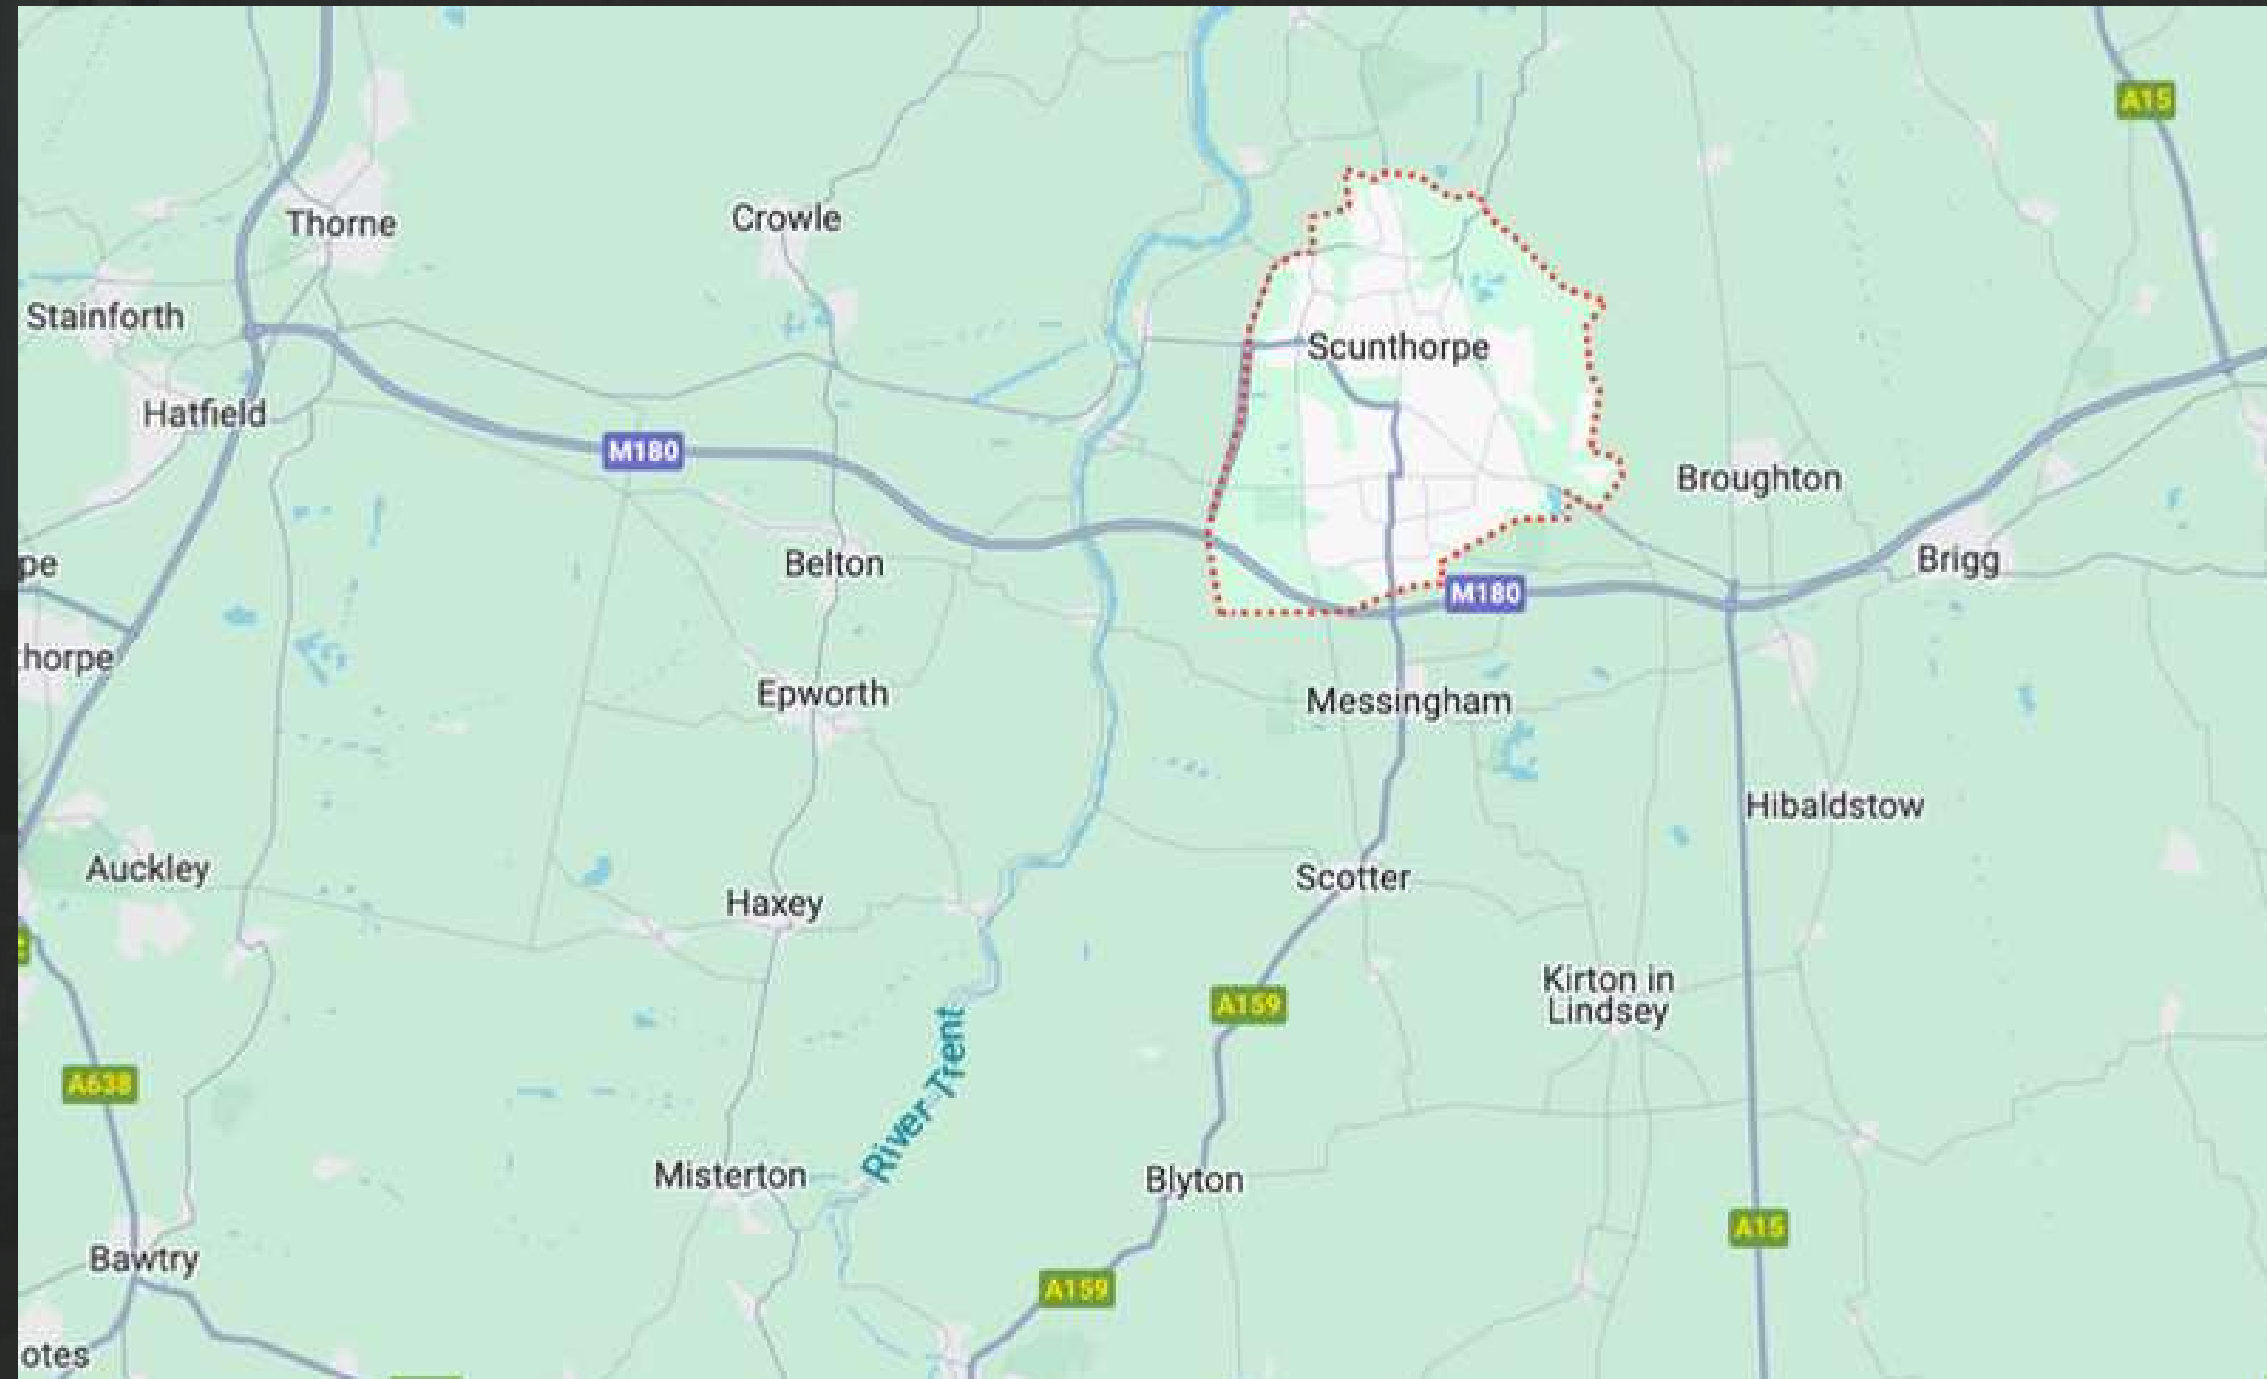 A15
Thorne
Crowle
Stainforth
Scunthorpe
Hatfield
M180
Broughton
Belton
Brigg
pe
M180
thorpe
Epworth
Messingham
Hibaldstow
Auckley
Scotter
Haxey
Kirton in
Lindsey
A159
A638
River Trent
Misterton
Blyton
A15
Bawtry
A159
otes